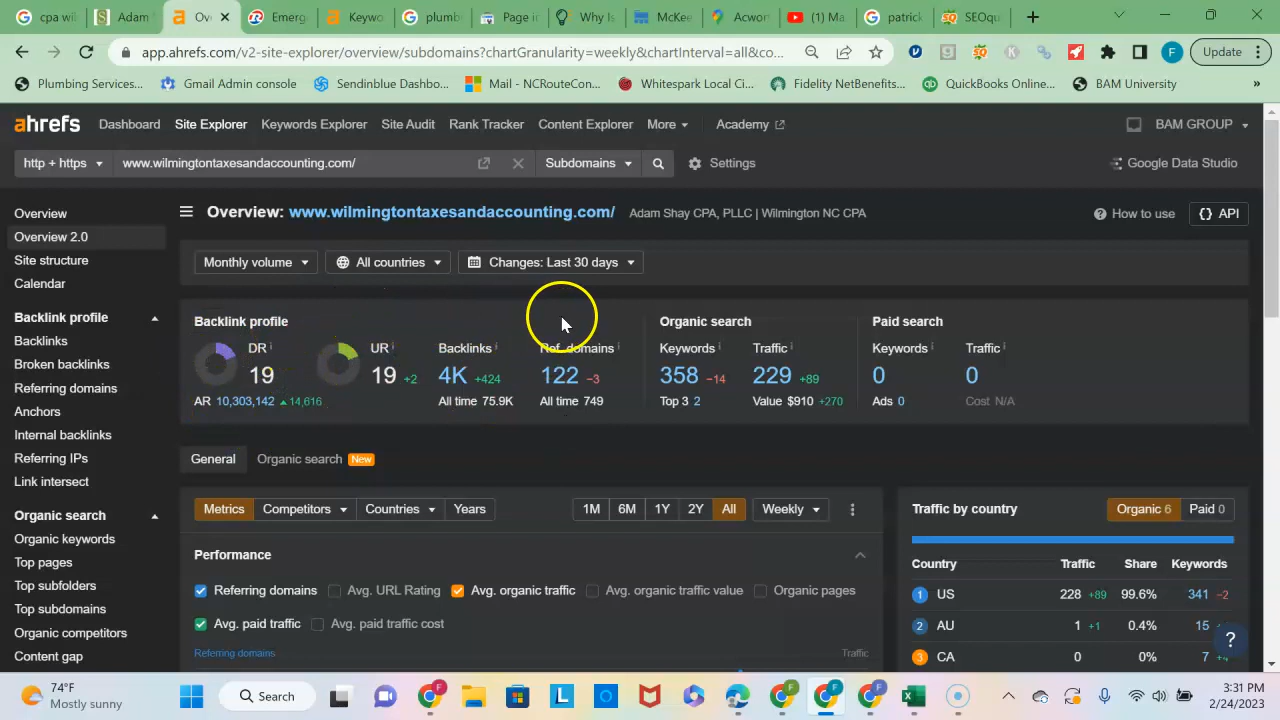 cpa wil
Adam
Ov
Emerg
Keywo
plumb
Page in
Why Is
McKee
Acwor
(1) Ma
patrick
SEOqu
app.ahrefs.com/v2-site-explorer/overview/subdomains?chartGranularity=weekly&chartInterval=all&co...
Update
Plumbing Services...
Gmail Admin console
Sendinblue Dashbo...
Mail - NCRouteCon...
Whitespark Local Ci...
Fidelity NetBenefits...
QuickBooks Online...
BAM University
ahrefs Dashboard Site Explorer Keywords Explorer Site Audit Rank Tracker Content Explorer More Academy BAM GROUP
http + https www.wilmingtontaxesandaccounting.com/ Subdomains Settings Google Data Studio
Overview
Overview 2.0
Site structure
Calendar
Backlink profile
Backlinks
Broken backlinks
Referring domains
Anchors
Internal backlinks
Referring IPs
Link intersect
Organic search
Organic keywords
Top pages
Top subfolders
Top subdomains
Organic competitors
Content gap
Overview: www.wilmingtontaxesandaccounting.com/ Adam Shay CPA, PLLC | Wilmington NC CPA How to use {} API
Monthly volume All countries Changes: Last 30 days
Backlink profile Organic search Paid search
DR UR Backlinks Ref. domains Keywords Traffic Keywords Traffic
19 19 +2 4K +424 122 −3 358 −14 229 +89 0 0
AR 10,303,142 14,616 All time 75.9K All time 749 Top 3 2 Value $910 +270 Ads 0 Cost N/A
General Organic search New
Metrics Competitors Countries Years 1M 6M 1Y 2Y All Weekly
Performance
Referring domains Avg. URL Rating Avg. organic traffic Avg. organic traffic value Organic pages
Avg. paid traffic Avg. paid traffic cost
Referring domains Traffic
Traffic by country Organic 6 Paid 0
Country Traffic Share Keywords
1 US 228 +89 99.6% 341 −2
2 AU 1 +1 0.4% 15
3 CA 0 0% 7
?
74°F
Mostly sunny
Search
3:31 PM
2/24/2023